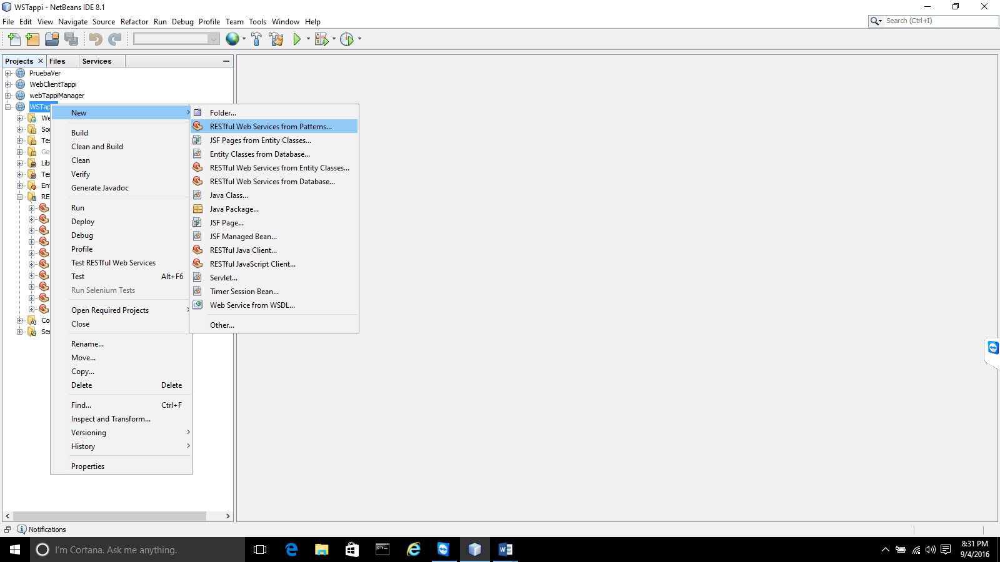 WSTappi - NetBeans IDE 8.1
File Edit View Navigate Source Refactor Run Debug Profile Team Tools Window Help
Search (Ctrl+I)
Projects Files Services
PruebaVer
WebClientTappi
webTappiManager
WSTap
We
Sou
Tes
Ge
Lib
Tes
Ent
RE
Co
Ser
New
Build
Clean and Build
Clean
Verify
Generate Javadoc
Run
Deploy
Debug
Profile
Test RESTful Web Services
Test Alt+F6
Run Selenium Tests
Open Required Projects
Close
Rename...
Move...
Copy...
Delete Delete
Find... Ctrl+F
Inspect and Transform...
Versioning
History
Properties
Folder...
RESTful Web Services from Patterns...
JSF Pages from Entity Classes...
Entity Classes from Database...
RESTful Web Services from Entity Classes...
RESTful Web Services from Database...
Java Class...
Java Package...
JSF Page...
JSF Managed Bean...
RESTful Java Client...
RESTful JavaScript Client...
Servlet...
Timer Session Bean...
Web Service from WSDL...
Other...
Notifications
I'm Cortana. Ask me anything.
8:31 PM
9/4/2016